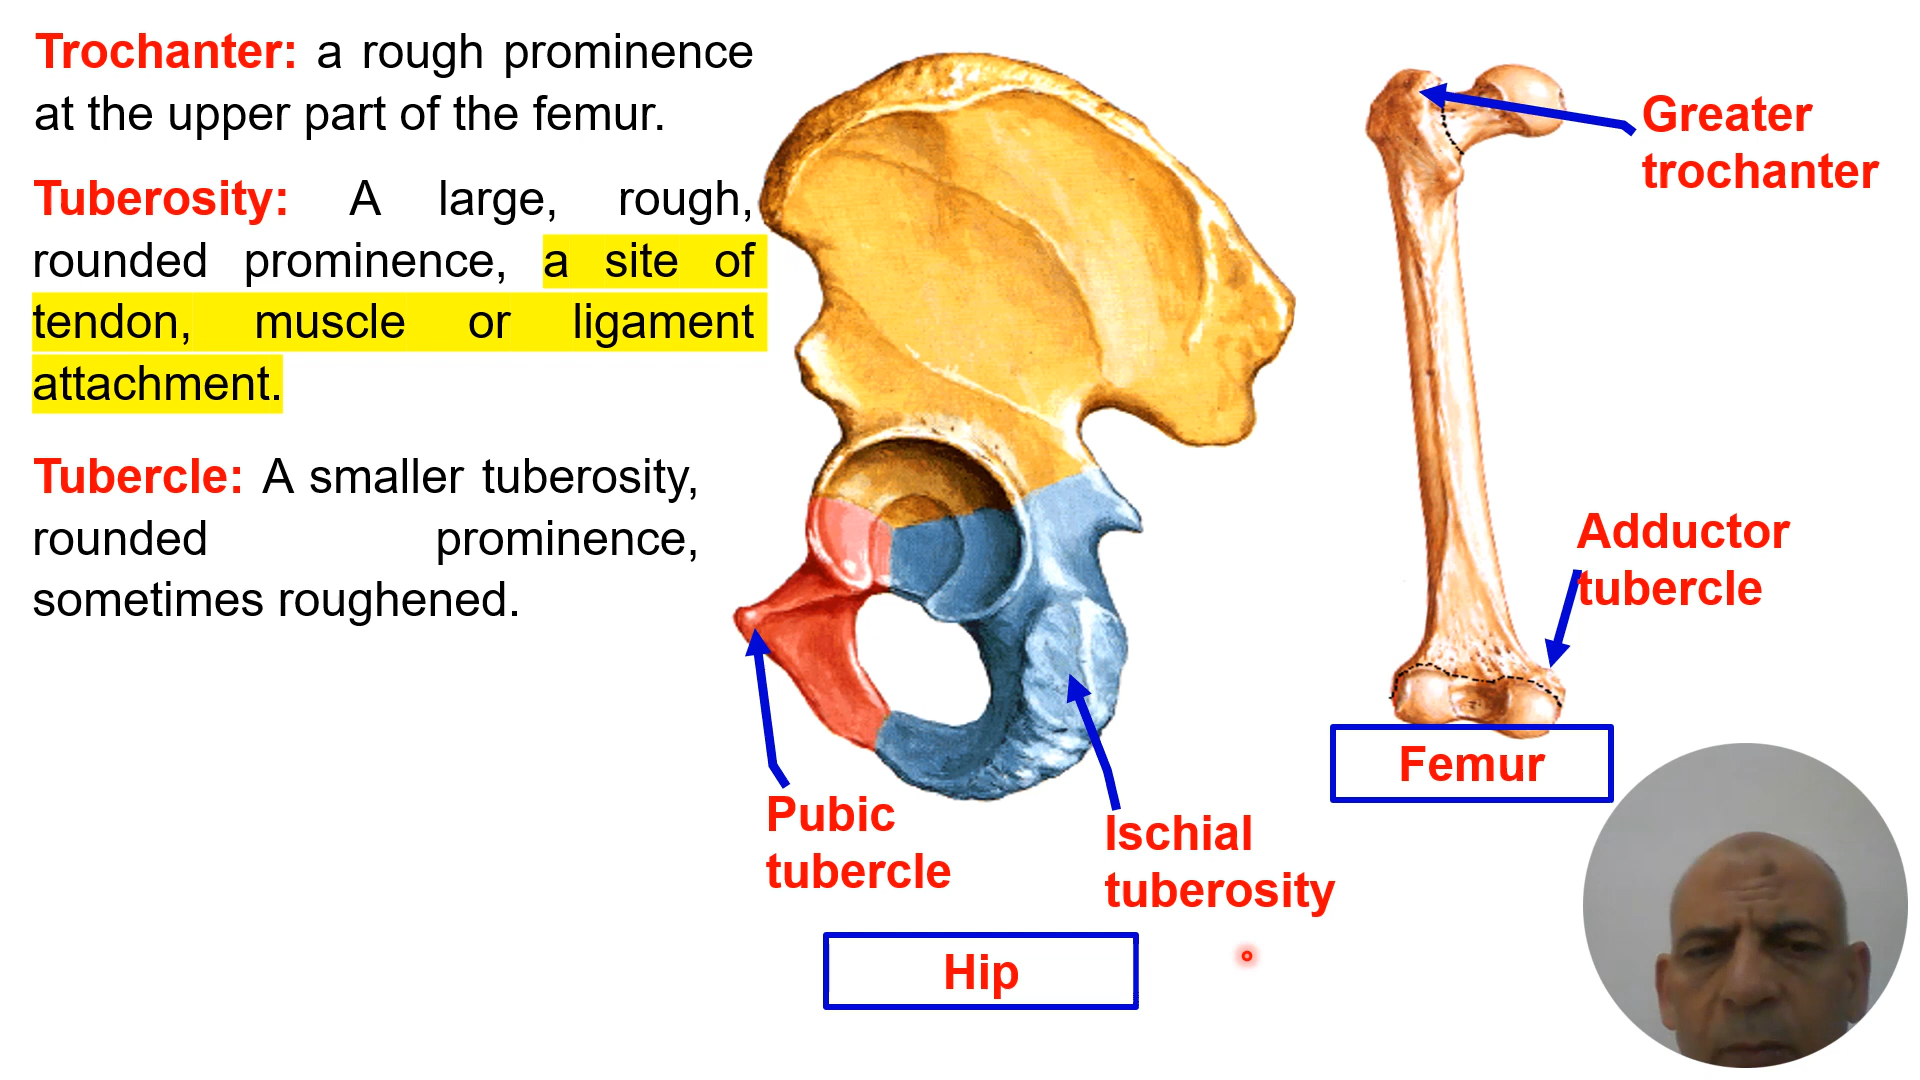 Trochanter: a rough prominence
at the upper part of the femur.
Tuberosity: A large, rough,
rounded prominence, a site of
tendon, muscle or ligament
attachment.
Tubercle: A smaller tuberosity,
rounded prominence,
sometimes roughened.
Greater
trochanter
Adductor
tubercle
Femur
Pubic
tubercle
Ischial
tuberosity
Hip